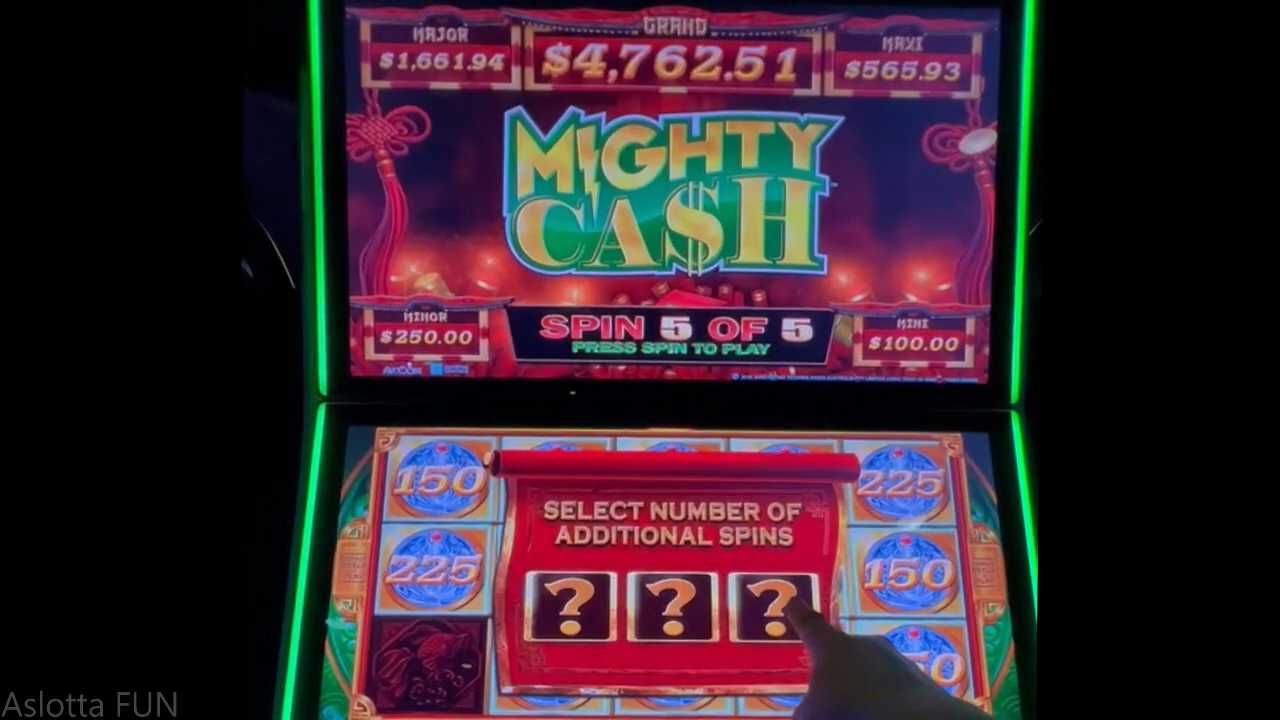 MAJOR
$1,661.94
GRAND
$4,762.51
MAXI
$565.93
MIGHTY
CA$H
MINOR
$250.00
SPIN 5 OF 5
PRESS SPIN TO PLAY
MINI
$100.00
150
225
SELECT NUMBER OF
ADDITIONAL SPINS
225
150
? ? ?
Aslotta FUN